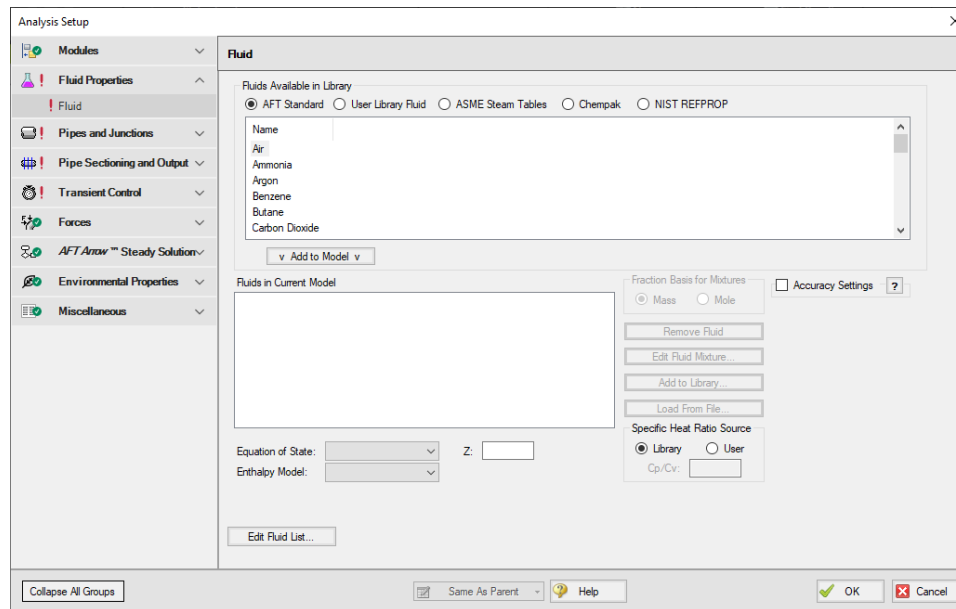 Analysis Setup
Modules
Fluid Properties
Fluid
Pipes and Junctions
Pipe Sectioning and Output
Transient Control
Forces
AFT Arrow ™ Steady Solution
Environmental Properties
Miscellaneous
Fluid
Fluids Available in Library
AFT Standard User Library Fluid ASME Steam Tables Chempak NIST REFPROP
Name
Air
Ammonia
Argon
Benzene
Butane
Carbon Dioxide
v Add to Model v
Fluids in Current Model
Fraction Basis for Mixtures
Mass Mole
Accuracy Settings ?
Remove Fluid
Edit Fluid Mixture...
Add to Library...
Load From File...
Specific Heat Ratio Source
Library User
Cp/Cv:
Equation of State: Z:
Enthalpy Model:
Edit Fluid List...
Collapse All Groups Same As Parent Help OK Cancel